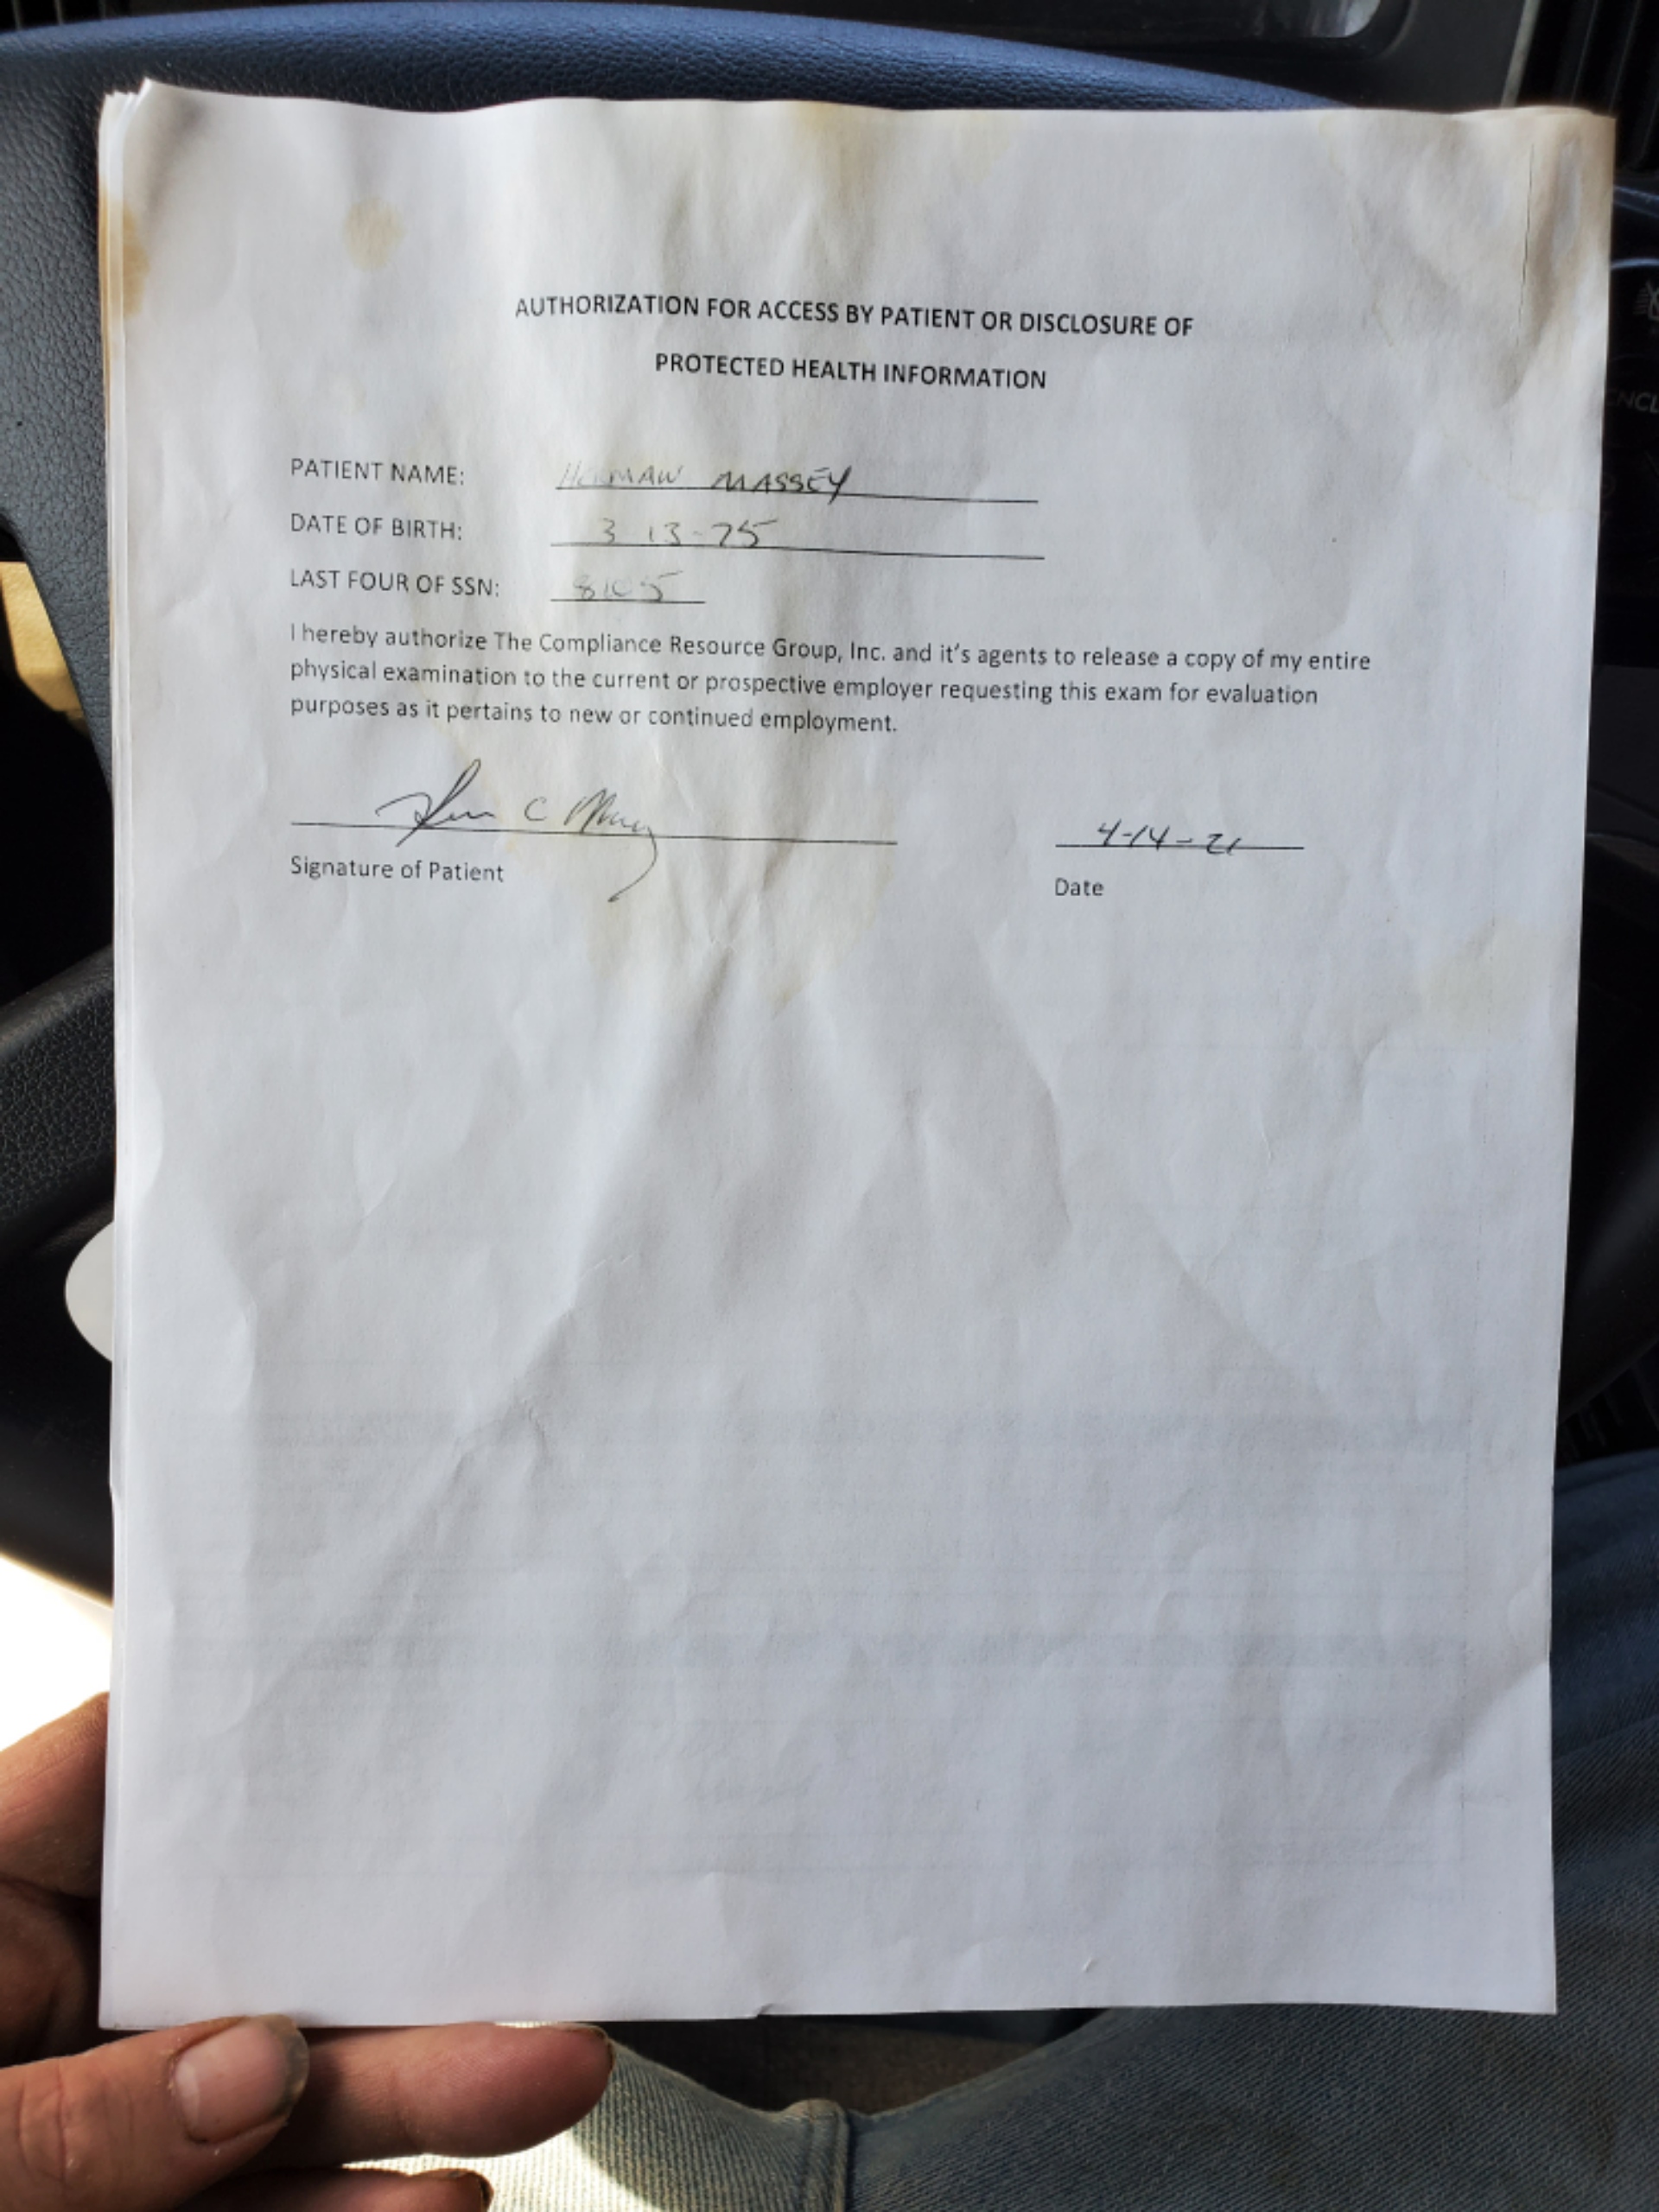 AUTHORIZATION FOR ACCESS BY PATIENT OR DISCLOSURE OF
PROTECTED HEALTH INFORMATION
PATIENT NAME: HERMAN MASSEY
DATE OF BIRTH: 3 13-75
LAST FOUR OF SSN: 8105
I hereby authorize The Compliance Resource Group, Inc. and it's agents to release a copy of my entire
physical examination to the current or prospective employer requesting this exam for evaluation
purposes as it pertains to new or continued employment.
4-14-21
Signature of Patient
Date